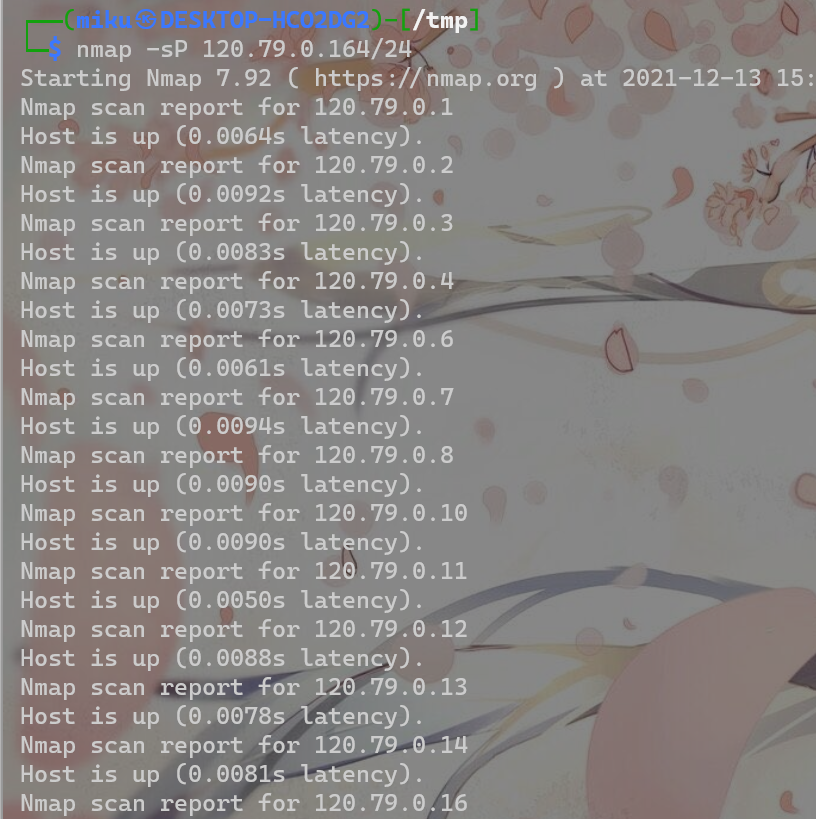 ┌──(miku㉿DESKTOP-HCO2DG2)-[/tmp]
└─$ nmap -sP 120.79.0.164/24
Starting Nmap 7.92 ( https://nmap.org ) at 2021-12-13 15:
Nmap scan report for 120.79.0.1
Host is up (0.0064s latency).
Nmap scan report for 120.79.0.2
Host is up (0.0092s latency).
Nmap scan report for 120.79.0.3
Host is up (0.0083s latency).
Nmap scan report for 120.79.0.4
Host is up (0.0073s latency).
Nmap scan report for 120.79.0.6
Host is up (0.0061s latency).
Nmap scan report for 120.79.0.7
Host is up (0.0094s latency).
Nmap scan report for 120.79.0.8
Host is up (0.0090s latency).
Nmap scan report for 120.79.0.10
Host is up (0.0090s latency).
Nmap scan report for 120.79.0.11
Host is up (0.0050s latency).
Nmap scan report for 120.79.0.12
Host is up (0.0088s latency).
Nmap scan report for 120.79.0.13
Host is up (0.0078s latency).
Nmap scan report for 120.79.0.14
Host is up (0.0081s latency).
Nmap scan report for 120.79.0.16